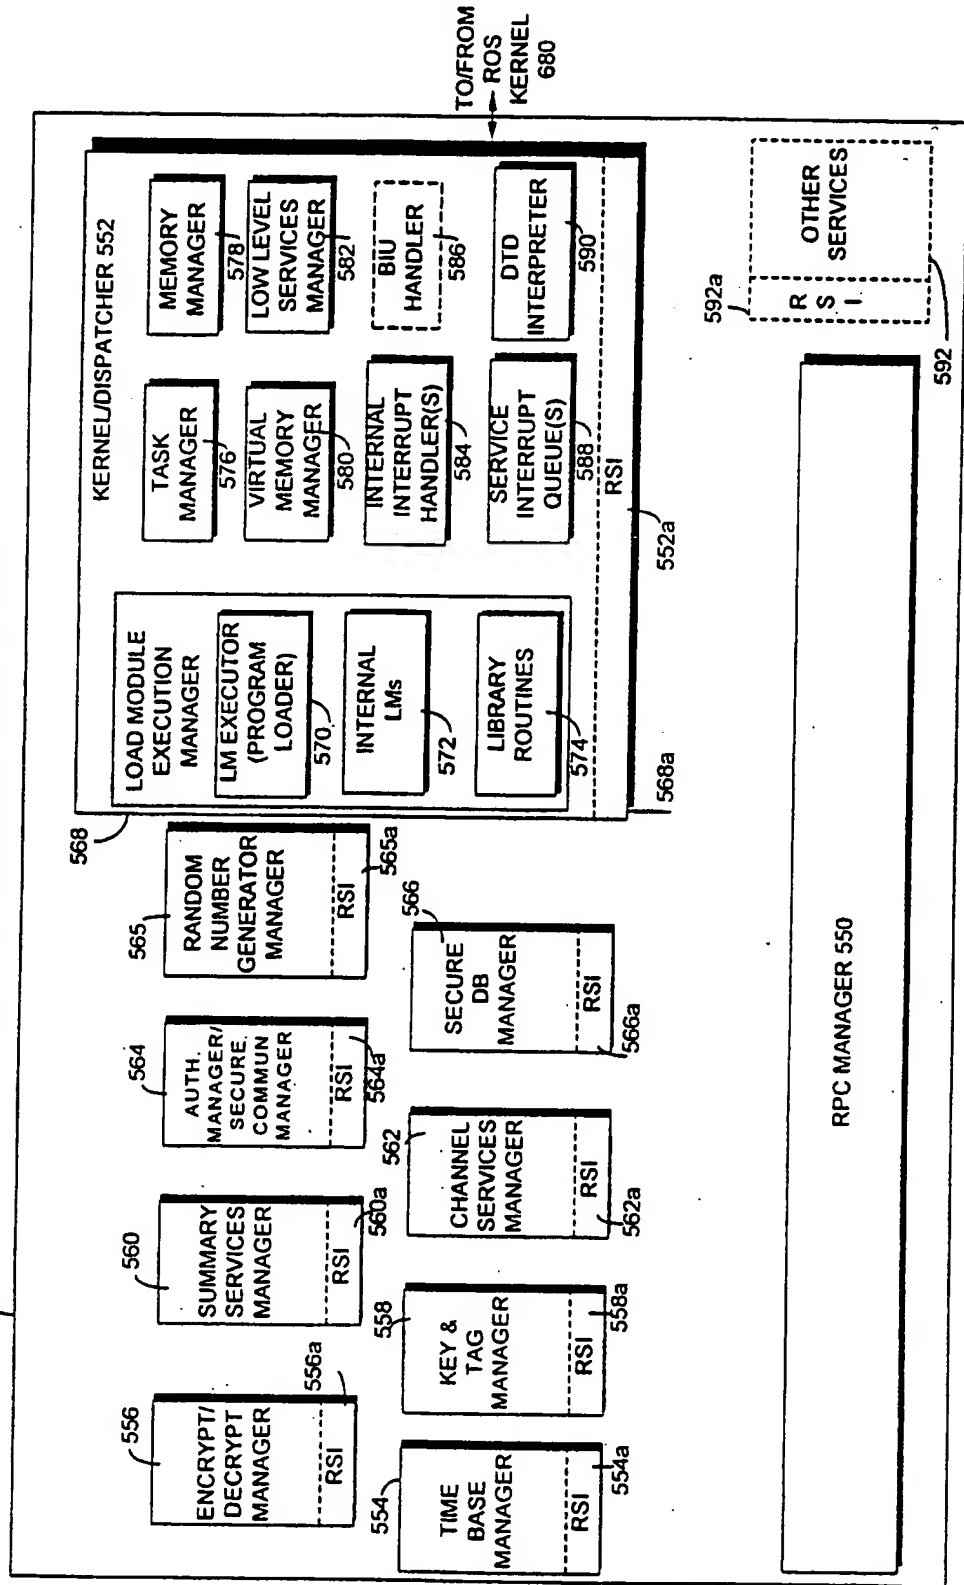 KERNEL/DISPATCHER 552
568
LOAD MODULE
EXECUTION
MANAGER
LM EXECUTOR
(PROGRAM
LOADER)
570
INTERNAL
LMs
572
LIBRARY
ROUTINES
574
568a
TASK
MANAGER
576
VIRTUAL
MEMORY
MANAGER
580
INTERNAL
INTERRUPT
HANDLER(S)
584
SERVICE
INTERRUPT
QUEUE(S)
588
MEMORY
MANAGER
578
LOW LEVEL
SERVICES
MANAGER
582
BIU
HANDLER
586
DTD
INTERPRETER
590
RSI
552a
TO/FROM
ROS
KERNEL
680
556
ENCRYPT/
DECRYPT
MANAGER
RSI
556a
560
SUMMARY
SERVICES
MANAGER
RSI
560a
564
AUTH.
MANAGER/
SECURE.
COMMUN
MANAGER
RSI
564a
565
RANDOM
NUMBER
GENERATOR
MANAGER
RSI
565a
554
TIME
BASE
MANAGER
RSI
554a
558
KEY &
TAG
MANAGER
RSI
558a
562
CHANNEL
SERVICES
MANAGER
RSI
562a
566
SECURE
DB
MANAGER
RSI
566a
592a
R
S
I
OTHER
SERVICES
592
RPC MANAGER 550